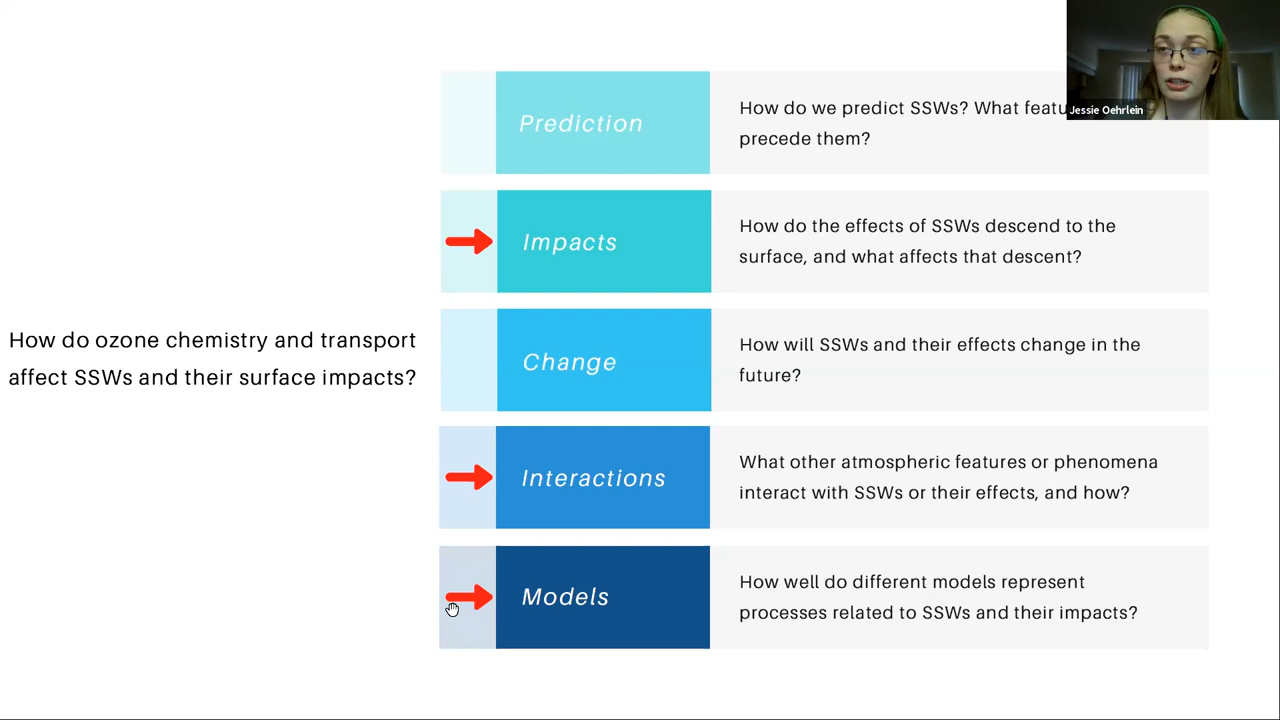 Jessie Oehrlein
Prediction
How do we predict SSWs? What
precede them?
Impacts
How do the effects of SSWs descend to the
surface, and what affects that descent?
How do ozone chemistry and transport
affect SSWs and their surface impacts?
Change
How will SSWs and their effects change in the
future?
Interactions
What other atmospheric features or phenomena
interact with SSWs or their effects, and how?
Models
How well do different models represent
processes related to SSWs and their impacts?